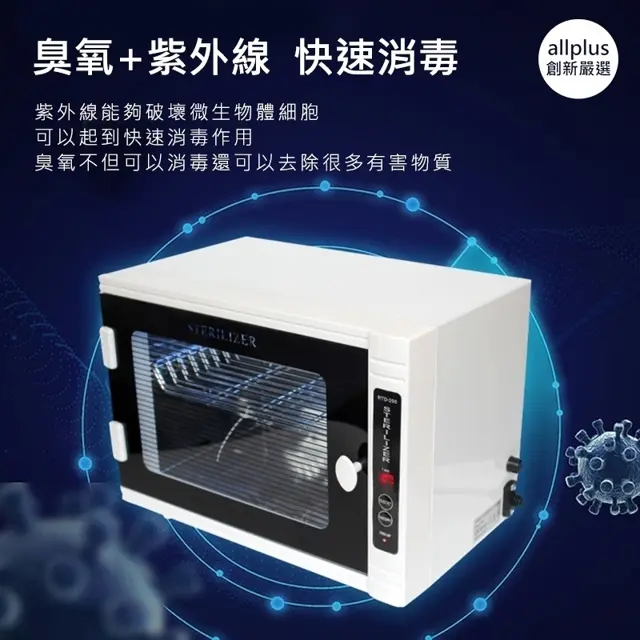 allplus
創新嚴選
臭氧+紫外線 快速消毒
紫外線能夠破壞微生物體細胞
可以起到快速消毒作用
臭氧不但可以消毒還可以去除很多有害物質
STERILIZER
RTD-208
STERILIZER